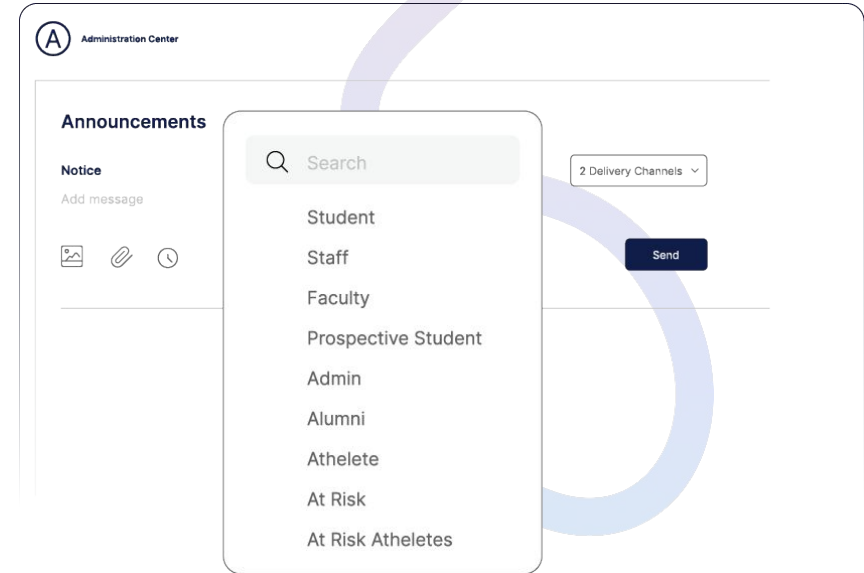 A
Administration Center
Announcements
Notice
Add message
Search
Student
Staff
Faculty
Prospective Student
Admin
Alumni
Athelete
At Risk
At Risk Atheletes
2 Delivery Channels
Send